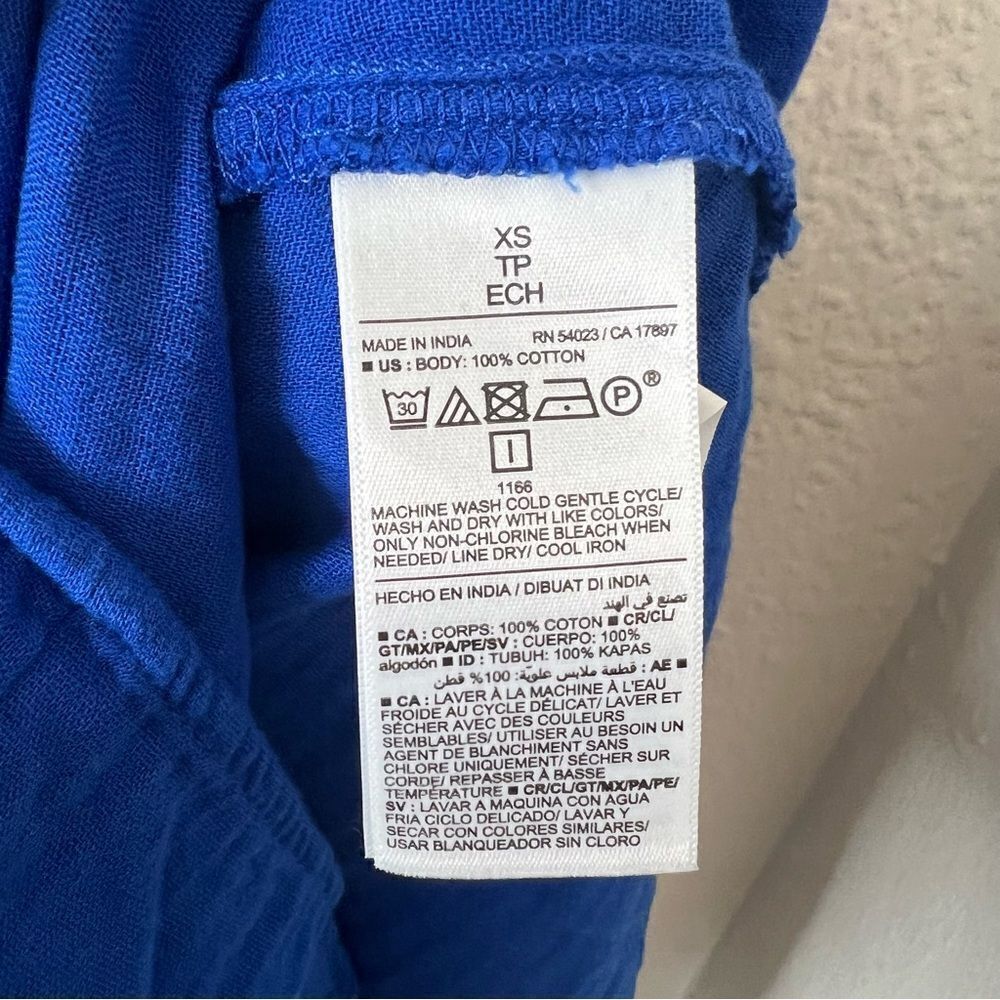 XS
TP
ECH
MADE IN INDIA RN 54023 / CA 17897
■ US : BODY: 100% COTTON
30 P ®
I
1166
MACHINE WASH COLD GENTLE CYCLE/
WASH AND DRY WITH LIKE COLORS/
ONLY NON-CHLORINE BLEACH WHEN
NEEDED/ LINE DRY/ COOL IRON
HECHO EN INDIA / DIBUAT DI INDIA
تصنع في الهند
■ CA : CORPS: 100% COTON ■ CR/CL/
GT/MX/PA/PE/SV : CUERPO: 100%
algodón ■ ID : TUBUH: 100% KAPAS
■ AE : قطعة ملابس علويّة: 100% قطن
■ CA : LAVER À LA MACHINE À L'EAU
FROIDE AU CYCLE DÉLICAT/ LAVER ET
SÉCHER AVEC DES COULEURS
SEMBLABLES/ UTILISER AU BESOIN UN
AGENT DE BLANCHIMENT SANS
CHLORE UNIQUEMENT/ SÉCHER SUR
CORDE/ REPASSER À BASSE
TEMPÉRATURE ■ CR/CL/GT/MX/PA/PE/
SV : LAVAR A MAQUINA CON AGUA
FRIA CICLO DELICADO/ LAVAR Y
SECAR CON COLORES SIMILARES/
USAR BLANQUEADOR SIN CLORO